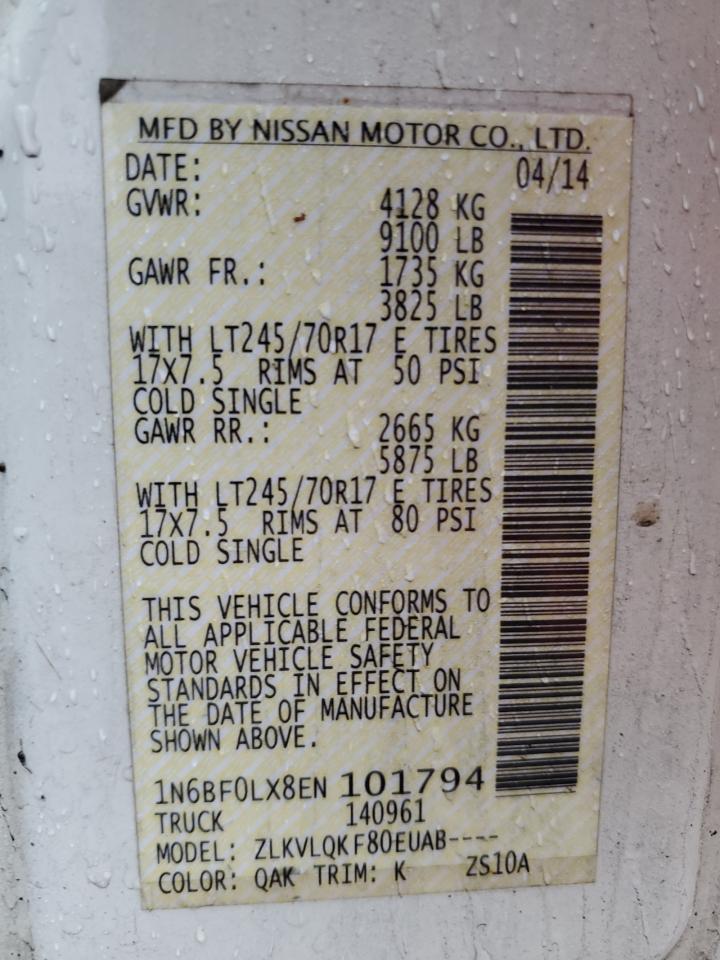 MFD BY NISSAN MOTOR CO., LTD.
DATE: 04/14
GVWR: 4128 KG
9100 LB
GAWR FR.: 1735 KG
3825 LB
WITH LT245/70R17 E TIRES
17X7.5 RIMS AT 50 PSI
COLD SINGLE
GAWR RR.: 2665 KG
5875 LB
WITH LT245/70R17 E TIRES
17X7.5 RIMS AT 80 PSI
COLD SINGLE
THIS VEHICLE CONFORMS TO
ALL APPLICABLE FEDERAL
MOTOR VEHICLE SAFETY
STANDARDS IN EFFECT ON
THE DATE OF MANUFACTURE
SHOWN ABOVE.
1N6BF0LX8EN 101794
TRUCK 140961
MODEL: ZLKVLQKF80EUAB----
COLOR: QAK TRIM: K ZS10A